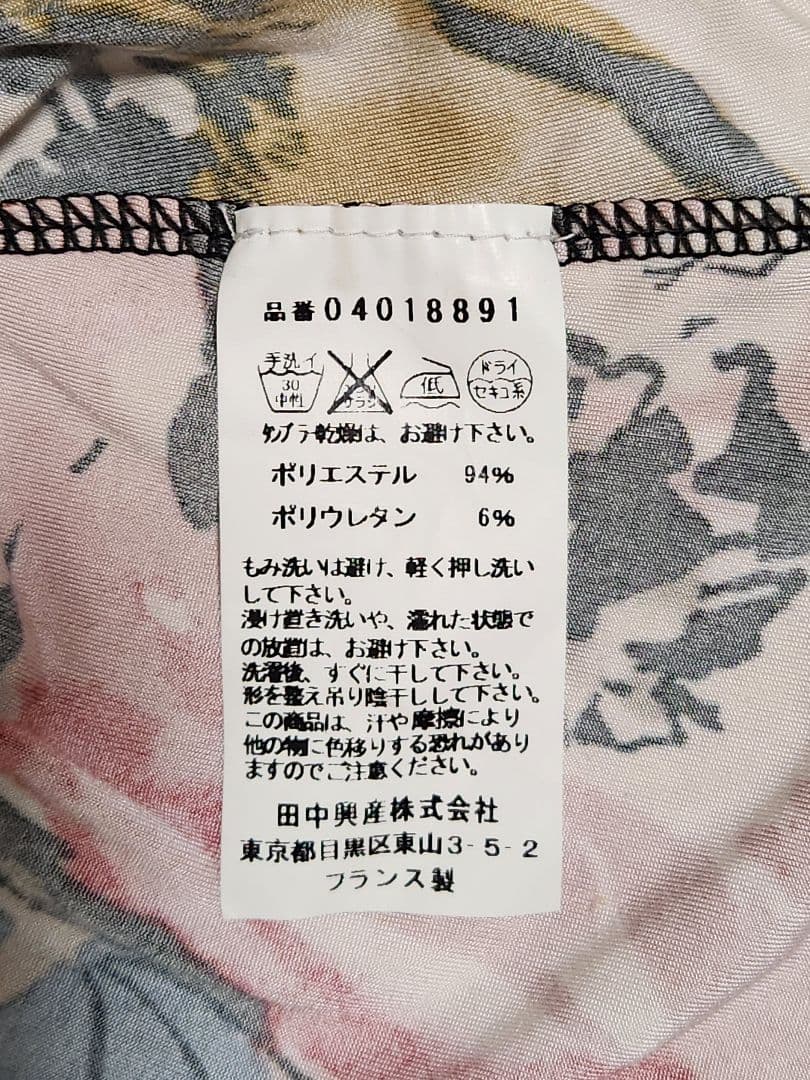 品番04018891
手洗イ
30
中性
エンソ
サラシ
低
ドライ
セキユ系
タンブラー乾燥は、お避け下さい。
ポリエステル 94%
ポリウレタン 6%
もみ洗いは避け、軽く押し洗い
して下さい。
浸け置き洗いや、濡れた状態で
の放置は、お避け下さい。
洗濯後、すぐに干して下さい。
形を整え吊り陰干しして下さい。
この商品は、汗や摩擦により
他の物に色移りする恐れがあり
ますのでご注意ください。
田中興産株式会社
東京都目黒区東山3-5-2
フランス製